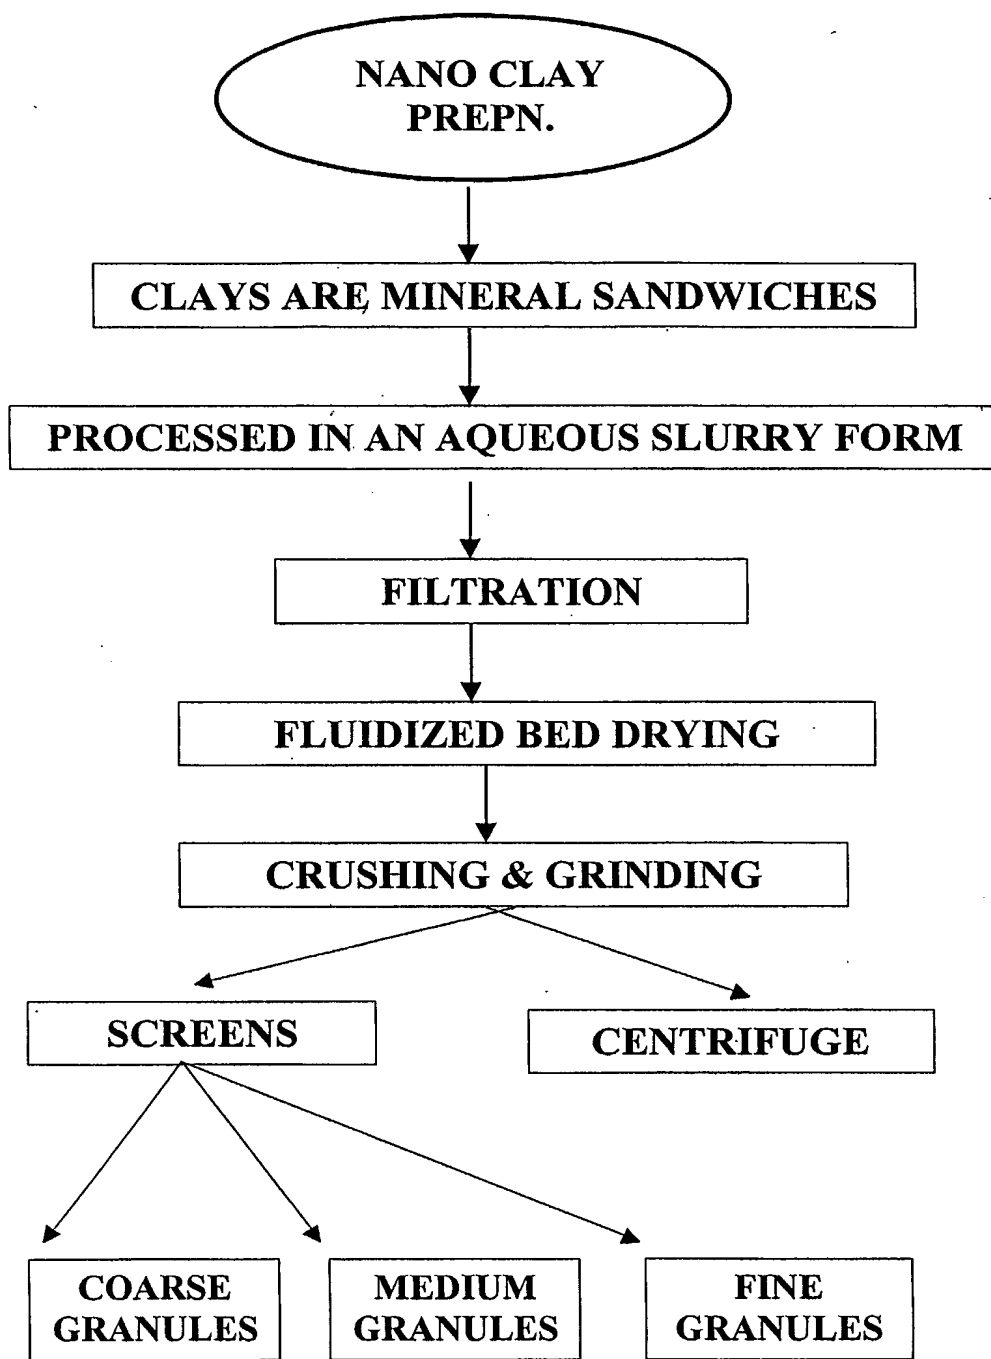 NANO CLAY
PREPN.
CLAYS ARE MINERAL SANDWICHES
PROCESSED IN AN AQUEOUS SLURRY FORM
FILTRATION
FLUIDIZED BED DRYING
CRUSHING & GRINDING
SCREENS
CENTRIFUGE
COARSE
GRANULES
MEDIUM
GRANULES
FINE
GRANULES